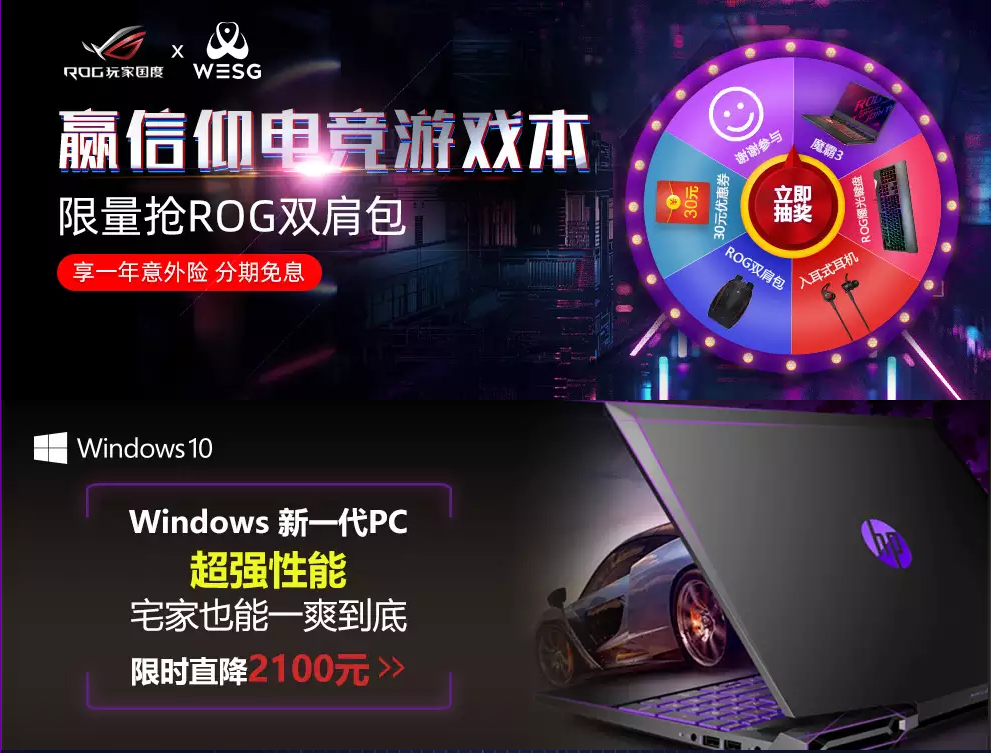 ROG玩家国度 x WESG
赢信仰电竞游戏本
限量抢ROG双肩包
享一年意外险 分期免息
谢谢参与
魔霸3
ROG曜光键盘
入耳式耳机
ROG双肩包
30元优惠券
30元
立即
抽奖
Windows 10
Windows 新一代PC
超强性能
宅家也能一爽到底
限时直降2100元 >>
hp